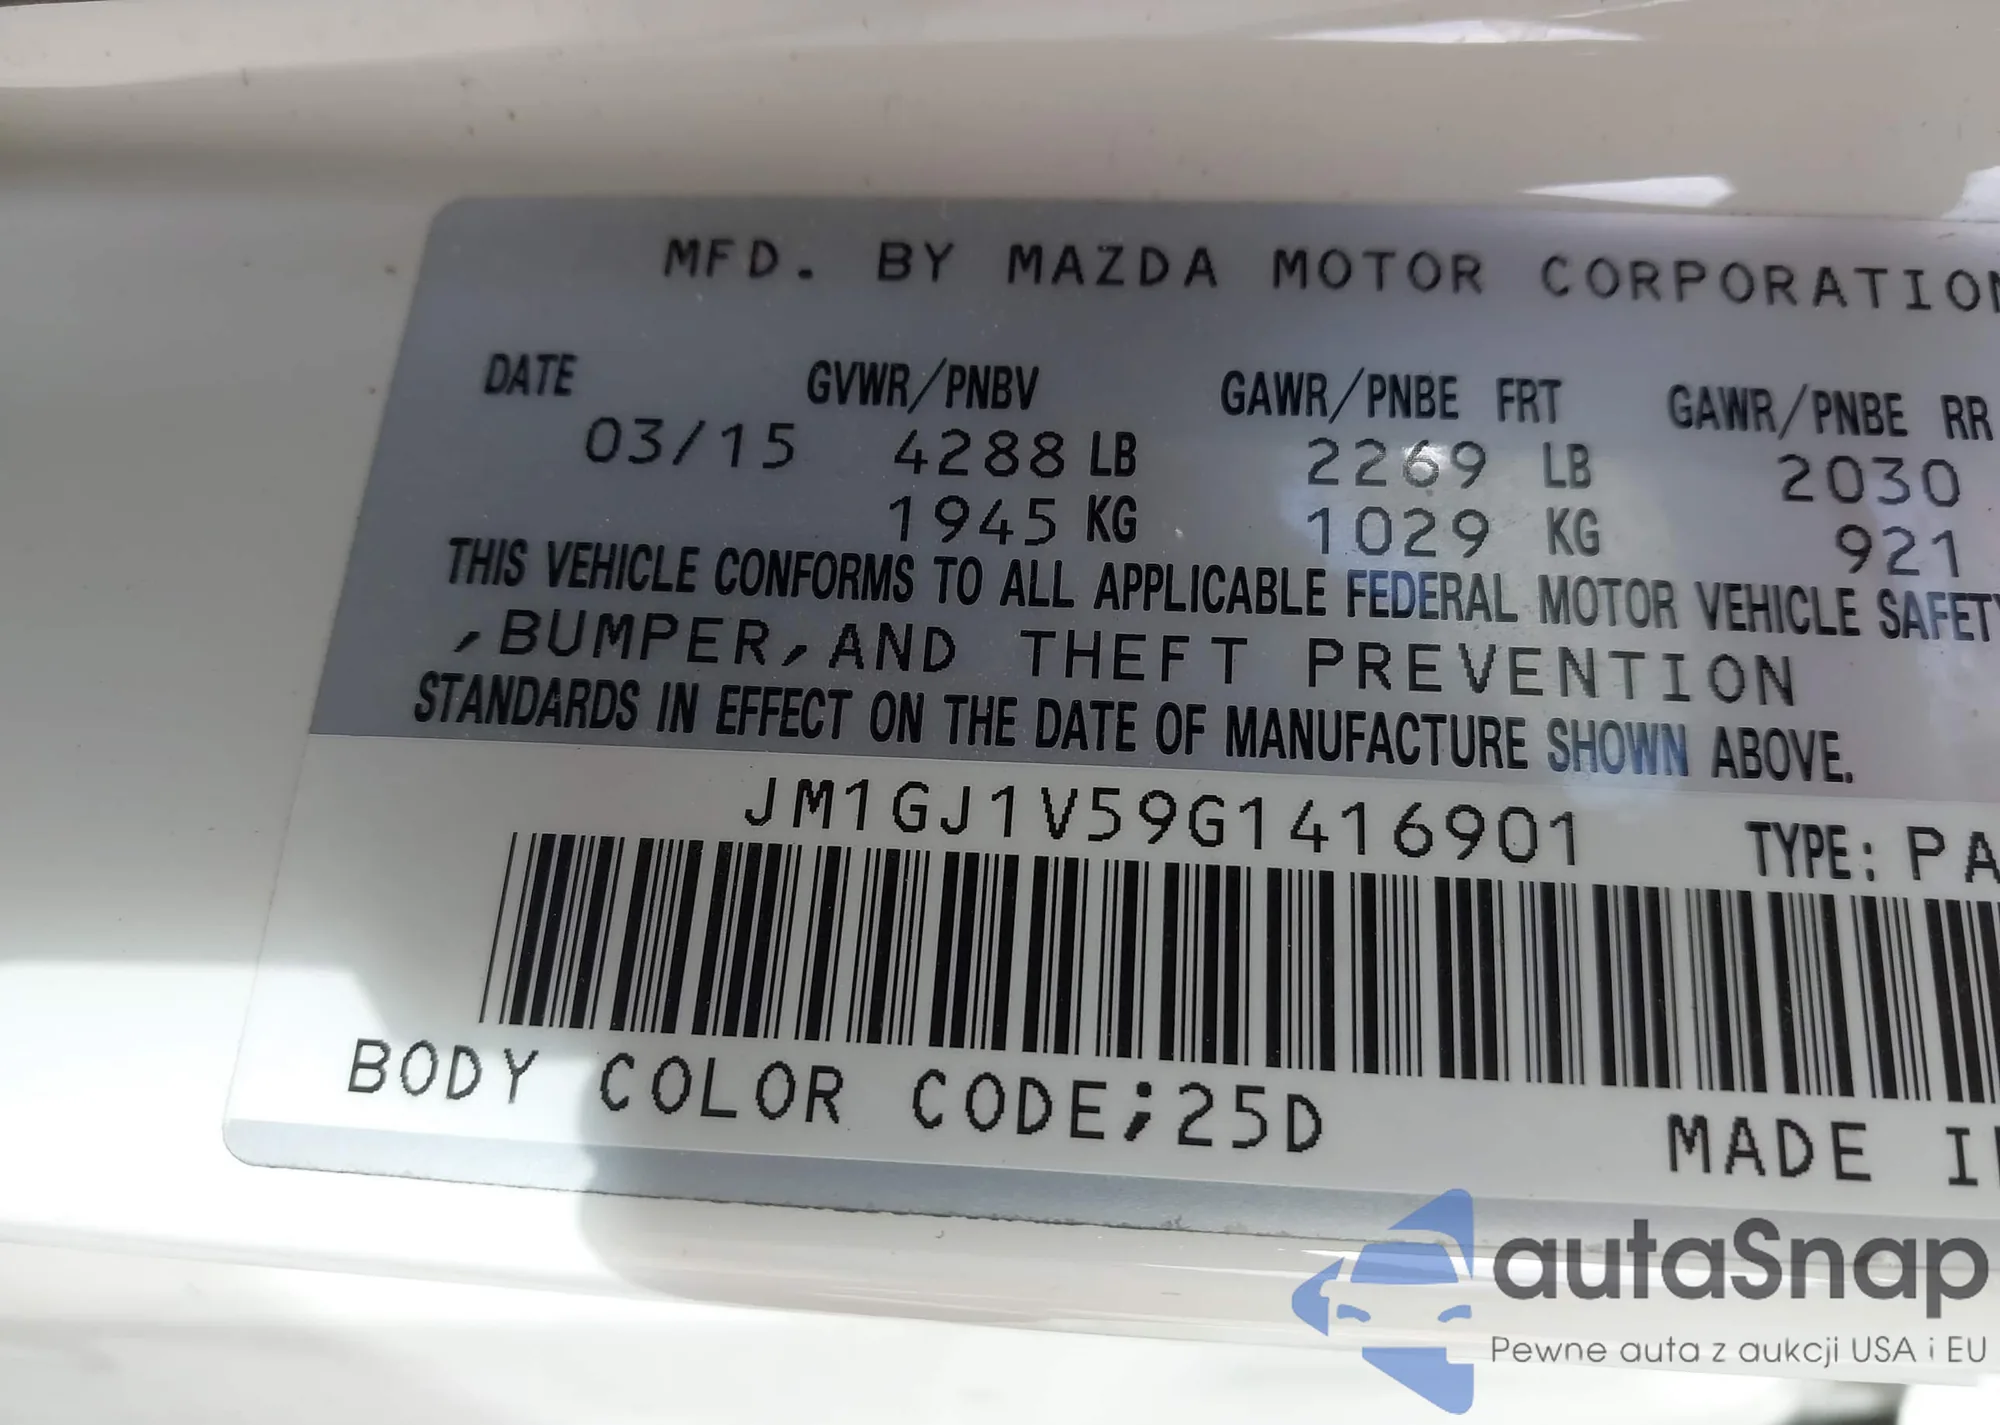 MFD. BY MAZDA MOTOR CORPORATION
DATE GVWR/PNBV GAWR/PNBE FRT GAWR/PNBE RR
03/15 4288 LB 2269 LB 2030
1945 KG 1029 KG 921
THIS VEHICLE CONFORMS TO ALL APPLICABLE FEDERAL MOTOR VEHICLE SAFETY
,BUMPER,AND THEFT PREVENTION
STANDARDS IN EFFECT ON THE DATE OF MANUFACTURE SHOWN ABOVE.
JM1GJ1V59G1416901 TYPE: PA
BODY COLOR CODE;25D
MADE I
autaSnap
Pewne auta z aukcji USA i EU